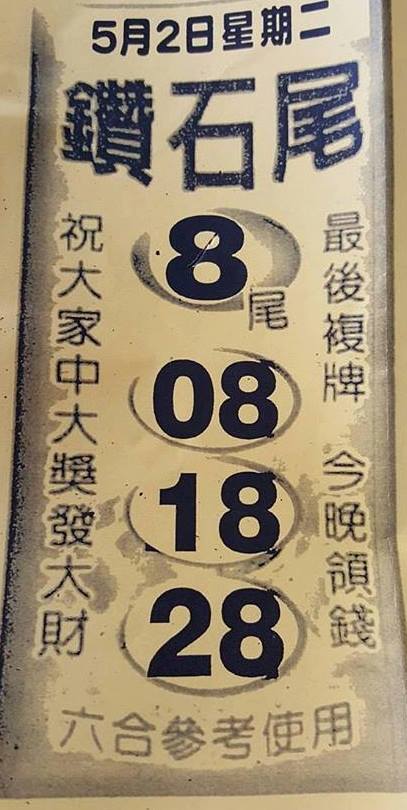 5月2日星期二
鑽石尾
最後複牌 今晚領錢
8尾
08
18
28
祝大家中大獎發大財
六合參考使用